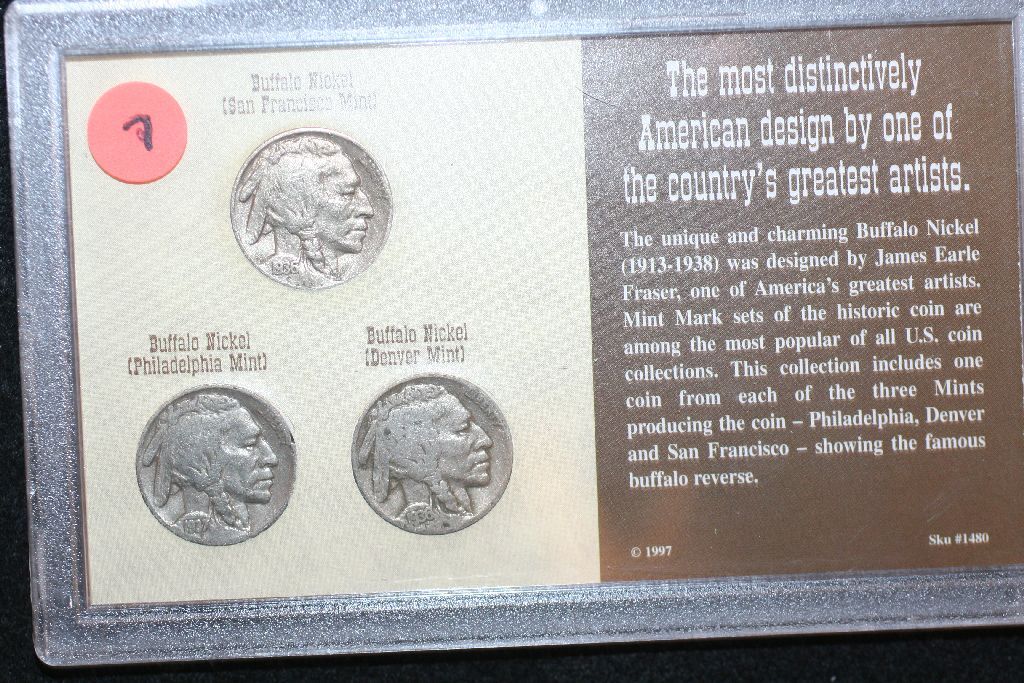 7
Buffalo Nickel
(San Francisco Mint)
1936
Buffalo Nickel
(Philadelphia Mint)
Buffalo Nickel
(Denver Mint)
The most distinctively
American design by one of
the country's greatest artists.
The unique and charming Buffalo Nickel
(1913-1938) was designed by James Earle
Fraser, one of America's greatest artists.
Mint Mark sets of the historic coin are
among the most popular of all U.S. coin
collections. This collection includes one
coin from each of the three Mints
producing the coin – Philadelphia, Denver
and San Francisco – showing the famous
buffalo reverse.
© 1997
Sku #1480